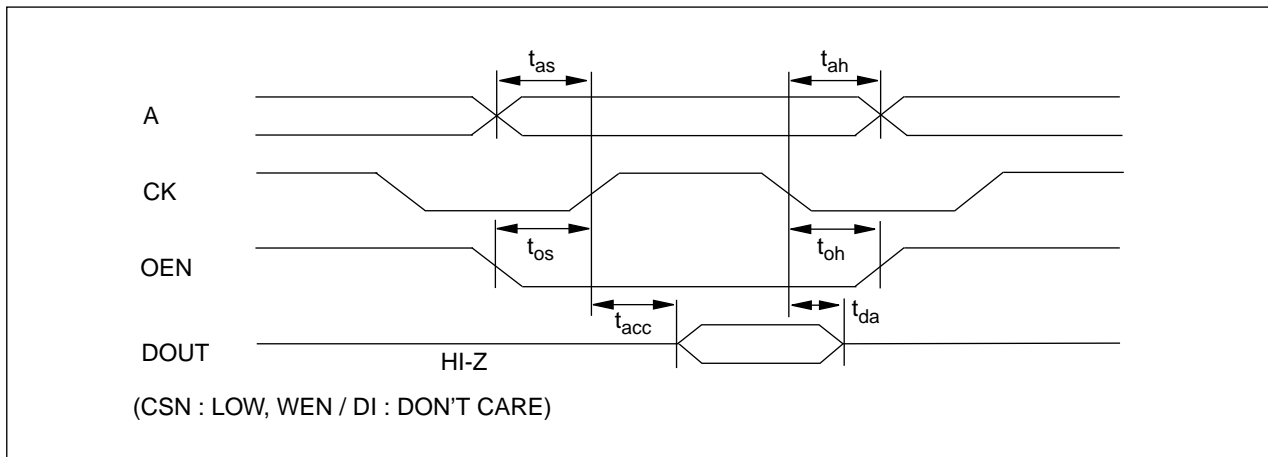 tas
tah
A
CK
tos
toh
OEN
tacc
tda
DOUT
HI-Z
(CSN : LOW, WEN / DI : DON'T CARE)